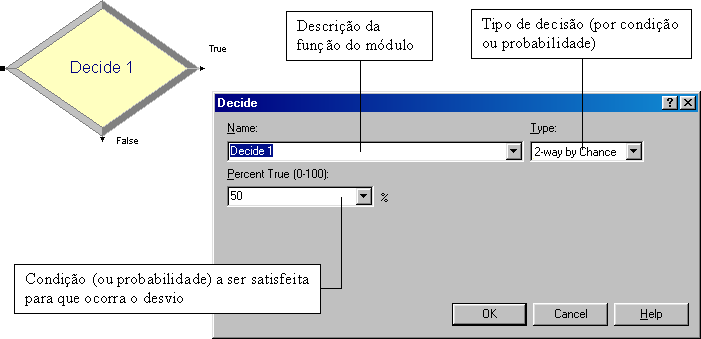 Descrição da
função do módulo
Tipo de decisão (por condição
ou probabilidade)
Decide 1
True
False
Decide
Name:
Type:
Decide 1
2-way by Chance
Percent True (0-100):
50
%
Condição (ou probabilidade) a ser satisfeita
para que ocorra o desvio
OK
Cancel
Help